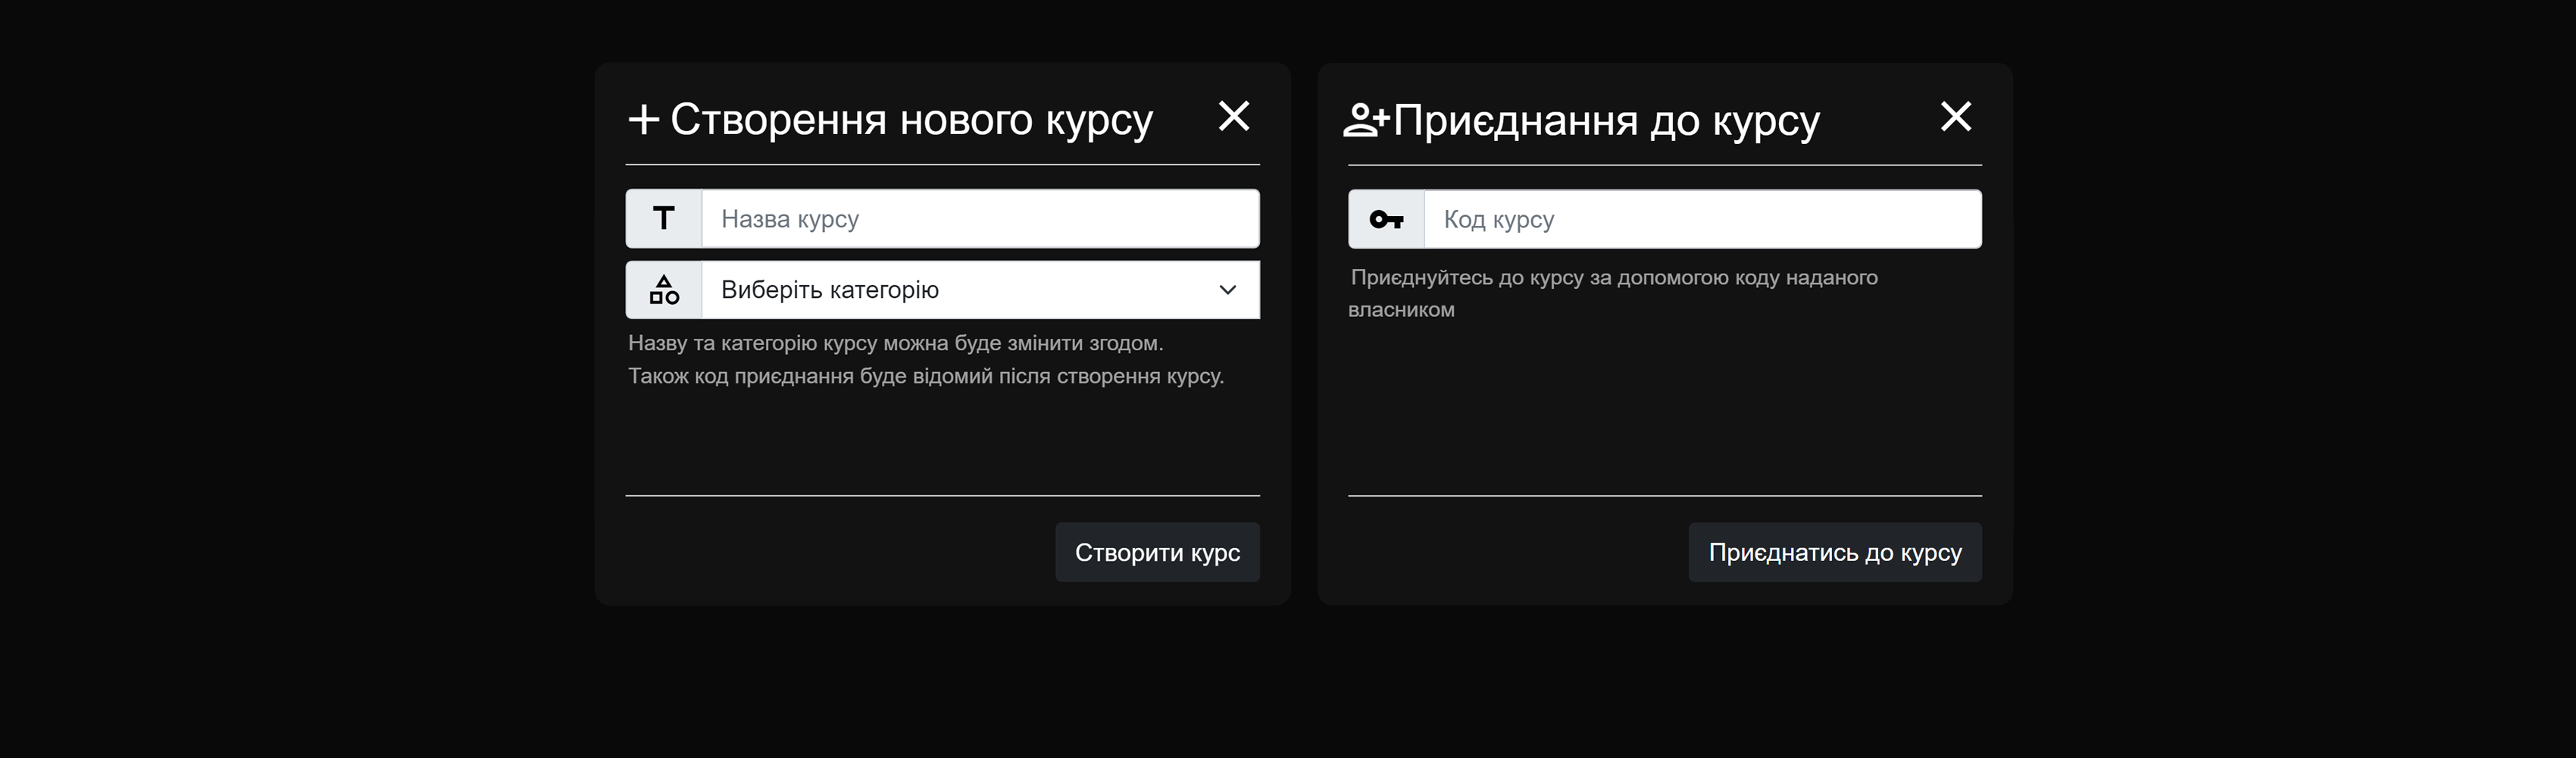 Створення нового курсу
Назва курсу
Виберіть категорію
Назву та категорію курсу можна буде змінити згодом.
Також код приєднання буде відомий після створення курсу.
Створити курс
Приєднання до курсу
Код курсу
Приєднуйтесь до курсу за допомогою коду наданого
власником
Приєднатись до курсу